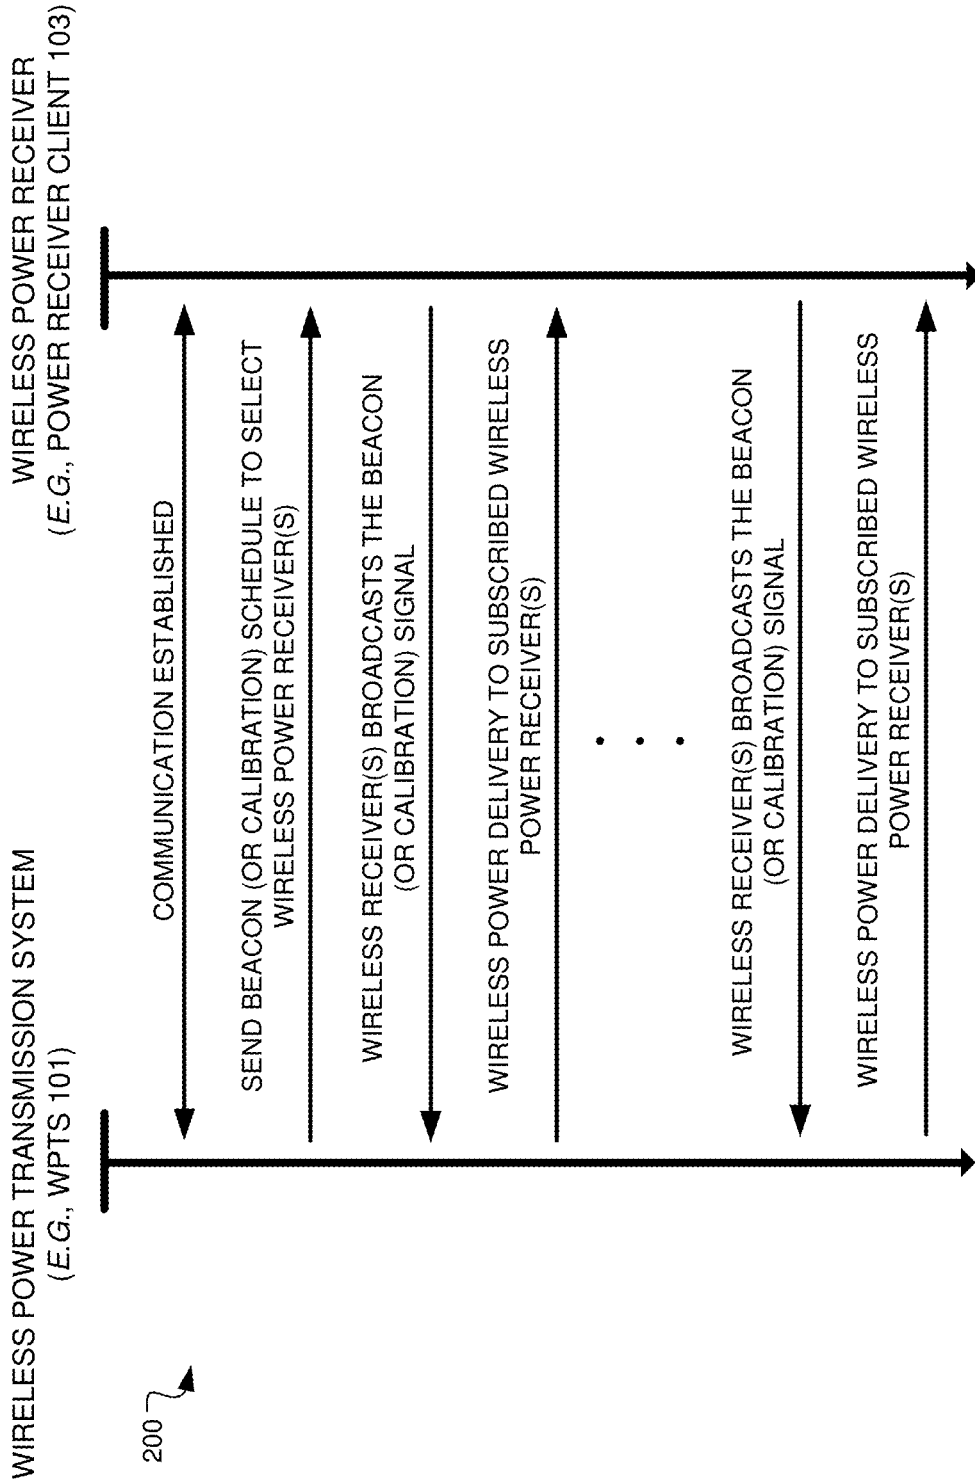 WIRELESS POWER TRANSMISSION SYSTEM
(E.G., WPTS 101)
WIRELESS POWER RECEIVER
(E.G., POWER RECEIVER CLIENT 103)
200
COMMUNICATION ESTABLISHED
SEND BEACON (OR CALIBRATION) SCHEDULE TO SELECT
WIRELESS POWER RECEIVER(S)
WIRELESS RECEIVER(S) BROADCASTS THE BEACON
(OR CALIBRATION) SIGNAL
WIRELESS POWER DELIVERY TO SUBSCRIBED WIRELESS
POWER RECEIVER(S)
WIRELESS RECEIVER(S) BROADCASTS THE BEACON
(OR CALIBRATION) SIGNAL
WIRELESS POWER DELIVERY TO SUBSCRIBED WIRELESS
POWER RECEIVER(S)